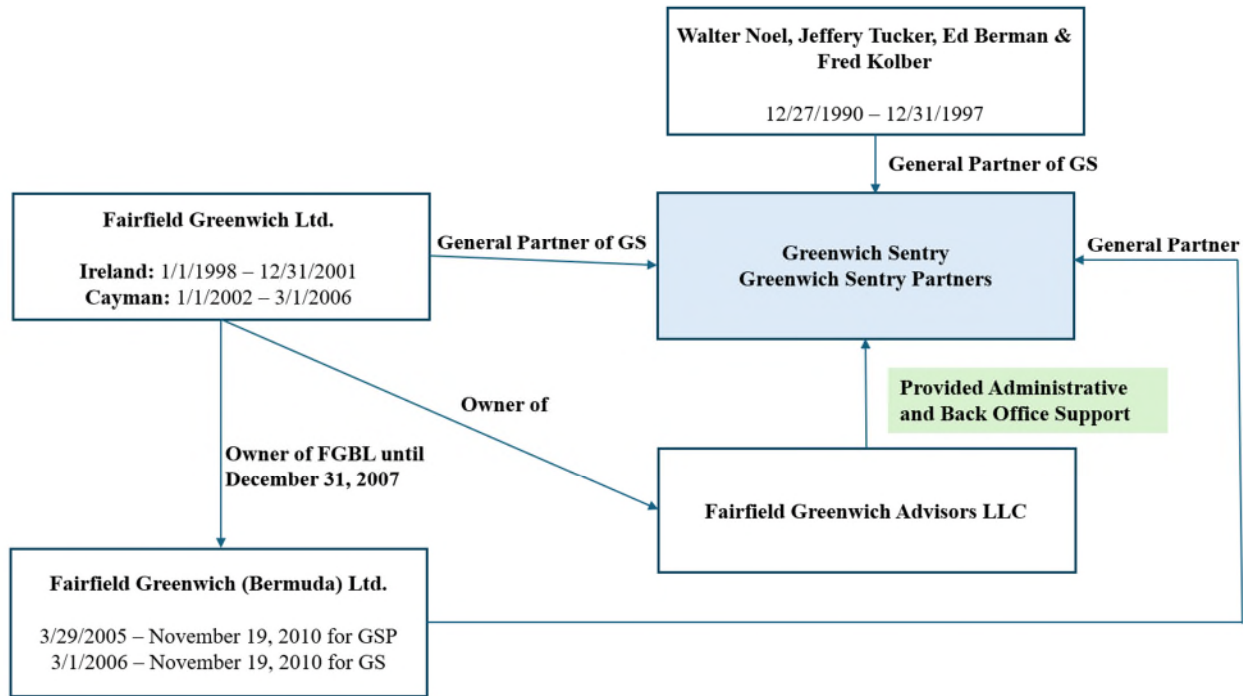 Walter Noel, Jeffery Tucker, Ed Berman &
Fred Kolber
12/27/1990 – 12/31/1997
General Partner of GS
Fairfield Greenwich Ltd.
Ireland: 1/1/1998 – 12/31/2001
Cayman: 1/1/2002 – 3/1/2006
General Partner of GS
Greenwich Sentry
Greenwich Sentry Partners
General Partner
Owner of
Provided Administrative
and Back Office Support
Owner of FGBL until
December 31, 2007
Fairfield Greenwich Advisors LLC
Fairfield Greenwich (Bermuda) Ltd.
3/29/2005 – November 19, 2010 for GSP
3/1/2006 – November 19, 2010 for GS